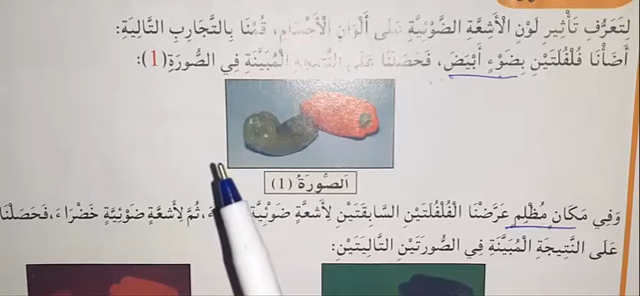 لِتَعَرُّفِ تَأْثِيرِ لَوْنِ الْأَشِعَّةِ الضَّوْئِيَّةِ عَلَى أَلْوَانِ الْأَجْسَامِ، قُمْنَا بِالتَّجَارِبِ التَّالِيَةِ:
أَضَأْنَا فُلْفُلَتَيْنِ بِضَوْءٍ أَبْيَضَ، فَحَصَلْنَا عَلَى النَّتِيجَةِ الْمُبَيَّنَةِ فِي الصُّورَةِ (1):
اَلصُّورَةُ (1)
وَفِي مَكَانٍ مُظْلِمٍ عَرَّضْنَا الْفُلْفُلَتَيْنِ السَّابِقَتَيْنِ لِأَشِعَّةٍ ضَوْئِيَّةٍ ، ثُمَّ لِأَشِعَّةٍ ضَوْئِيَّةٍ خَضْرَاءَ، فَحَصَلْنَا
عَلَى النَّتِيجَةِ الْمُبَيَّنَةِ فِي الصُّورَتَيْنِ التَّالِيَتَيْنِ: